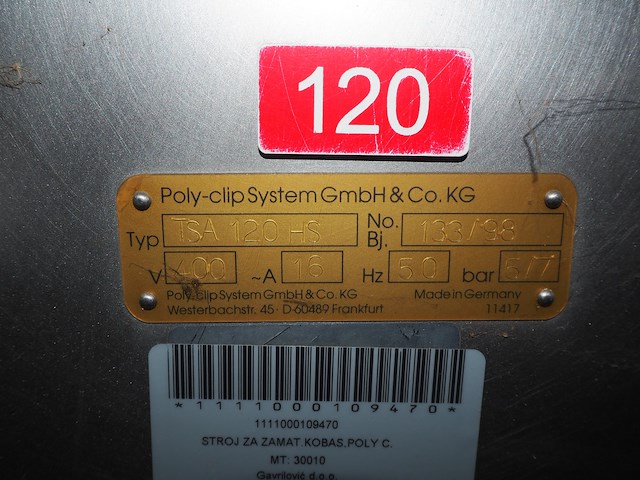 120
Poly-clip System GmbH & Co. KG
Typ TSA 120 HS No. Bj. 133/98
V 400 ~A 16 Hz 50 bar 5/7
Poly-clip System GmbH & Co. KG Made in Germany
Westerbachstr. 45 · D-60489 Frankfurt 11417
*1111000109470*
1111000109470
STROJ ZA ZAMAT.KOBAS.POLY C.
MT: 30010
Gavrilović d.o.o.